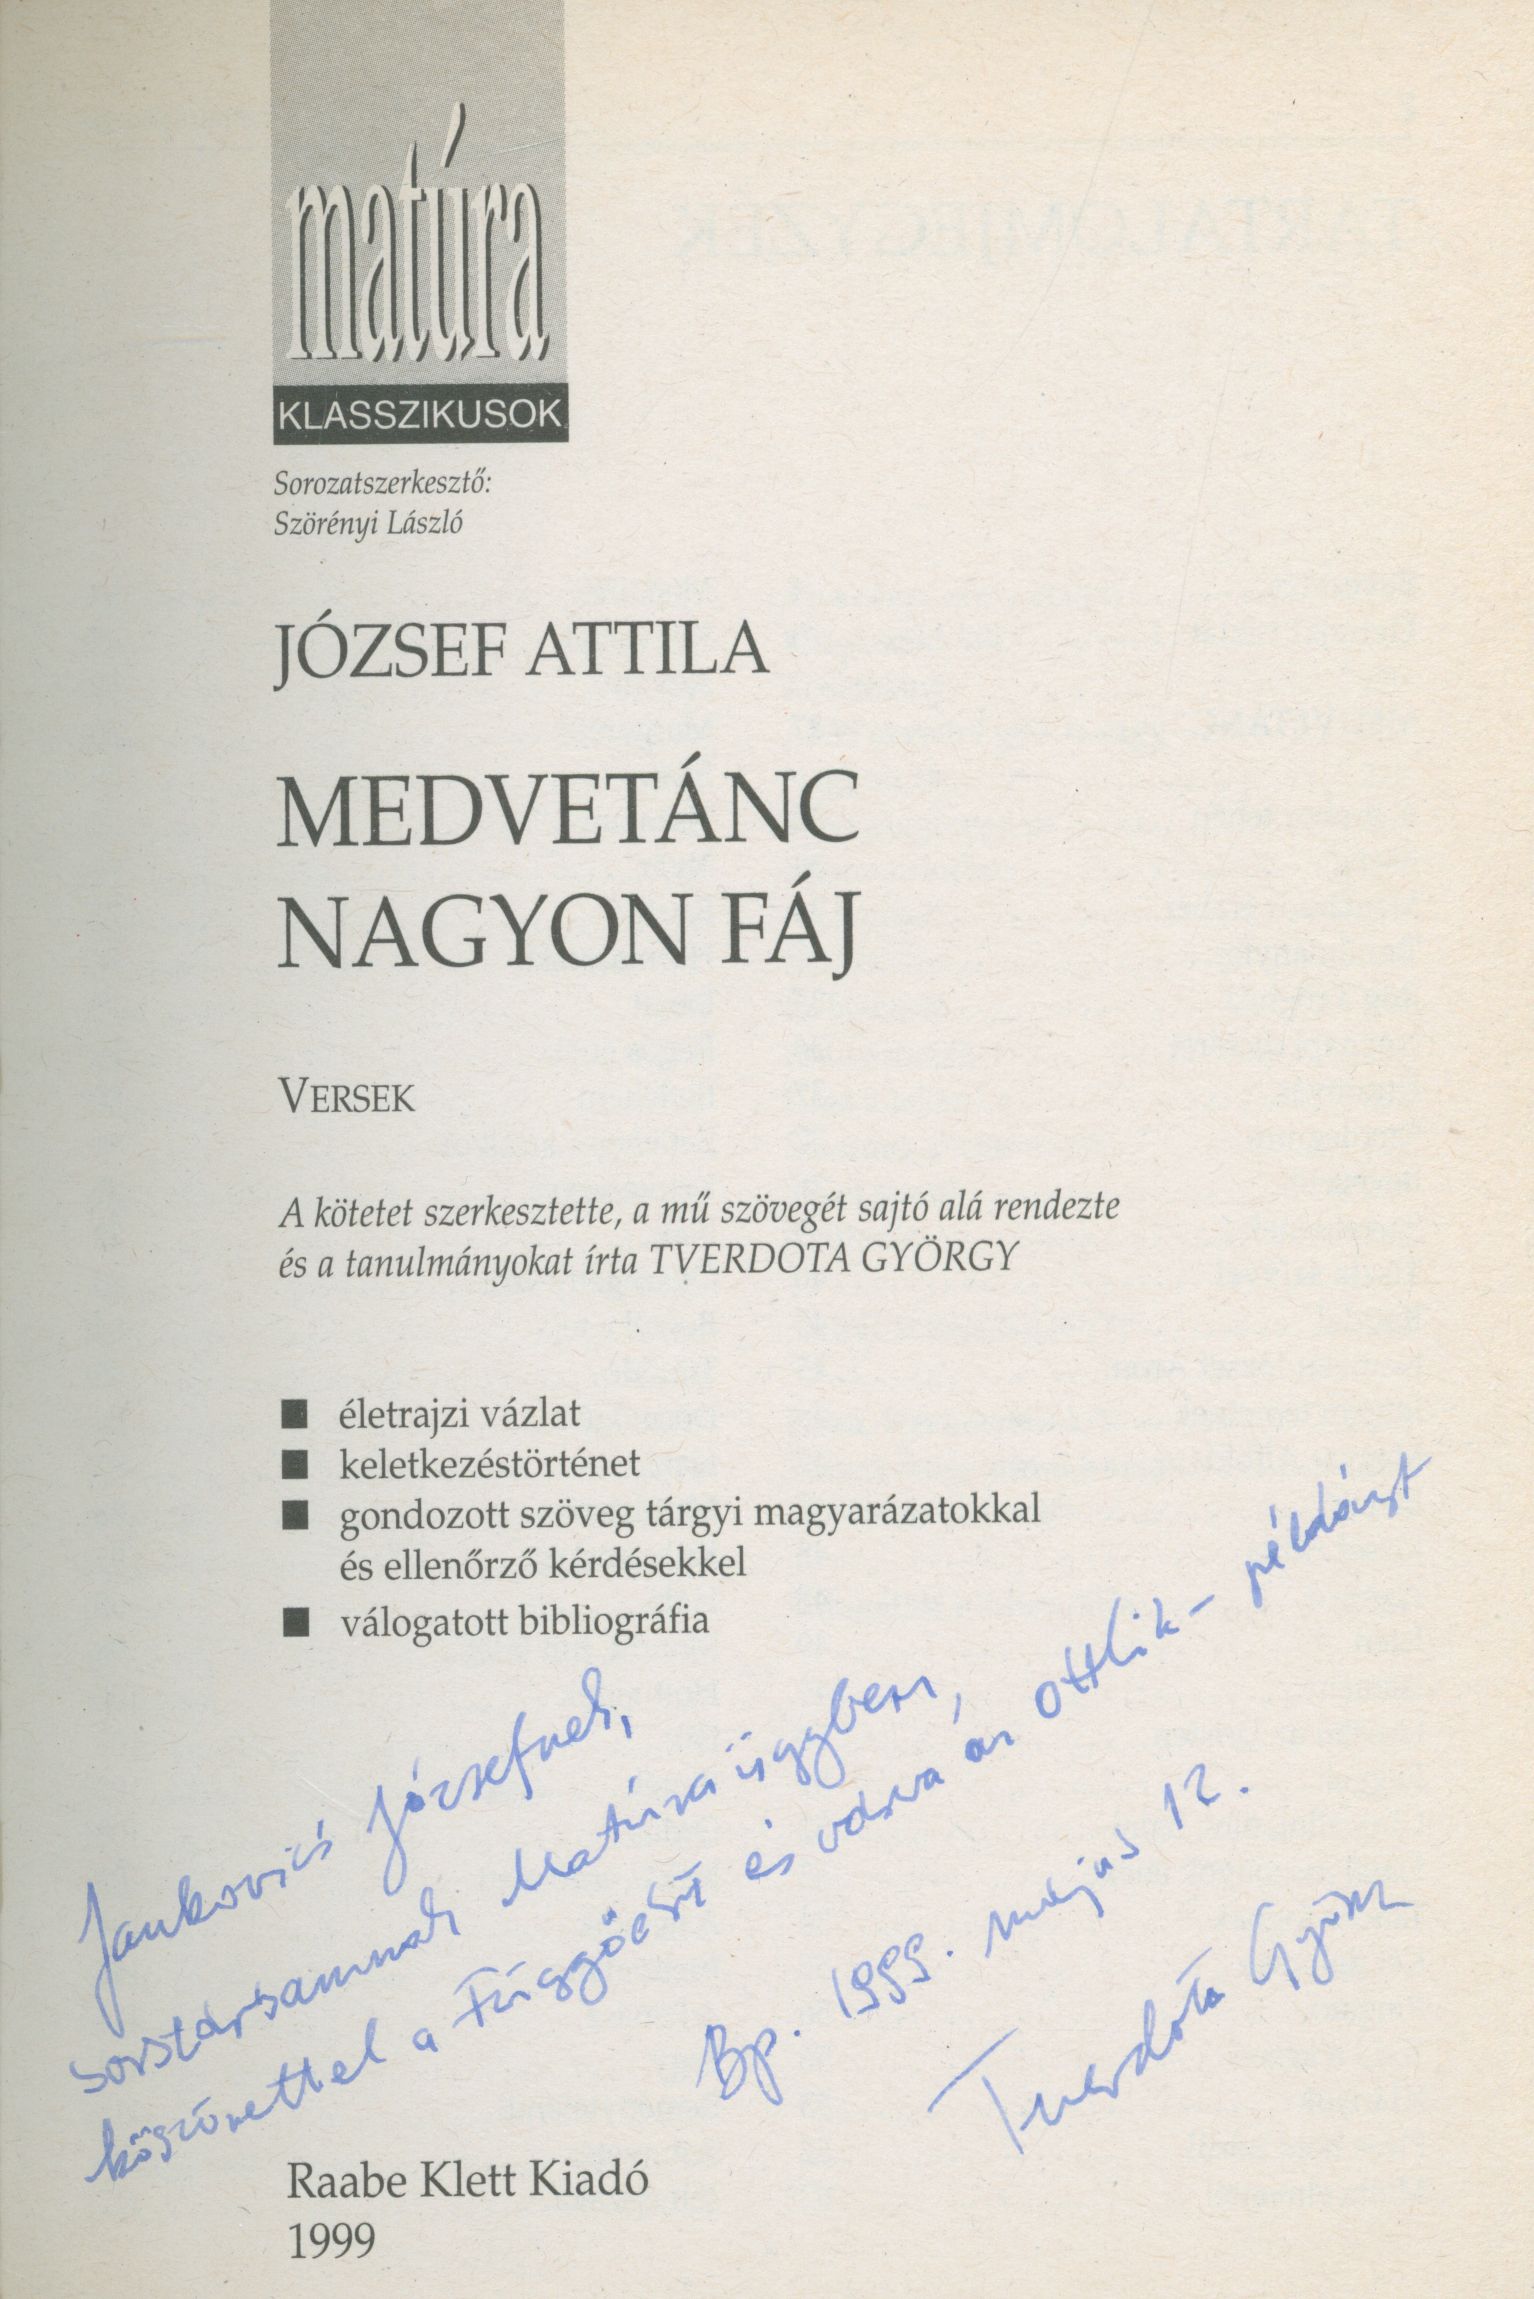 matúra
KLASSZIKUSOK
Sorozatszerkesztő:
Szörényi László
JÓZSEF ATTILA
MEDVETÁNC
NAGYON FÁJ
VERSEK
A kötetet szerkesztette, a mű szövegét sajtó alá rendezte
és a tanulmányokat írta TVERDOTA GYÖRGY
■ életrajzi vázlat
■ keletkezéstörténet
■ gondozott szöveg tárgyi magyarázatokkal
és ellenőrző kérdésekkel
■ válogatott bibliográfia
Jankovics Józsefnek,
sorstársamnak Matúra ügyben,
köszönettel a Függőért és várva az Ottlik-példányt
Bp. 1999. május 12.
Tverdota György
Raabe Klett Kiadó
1999